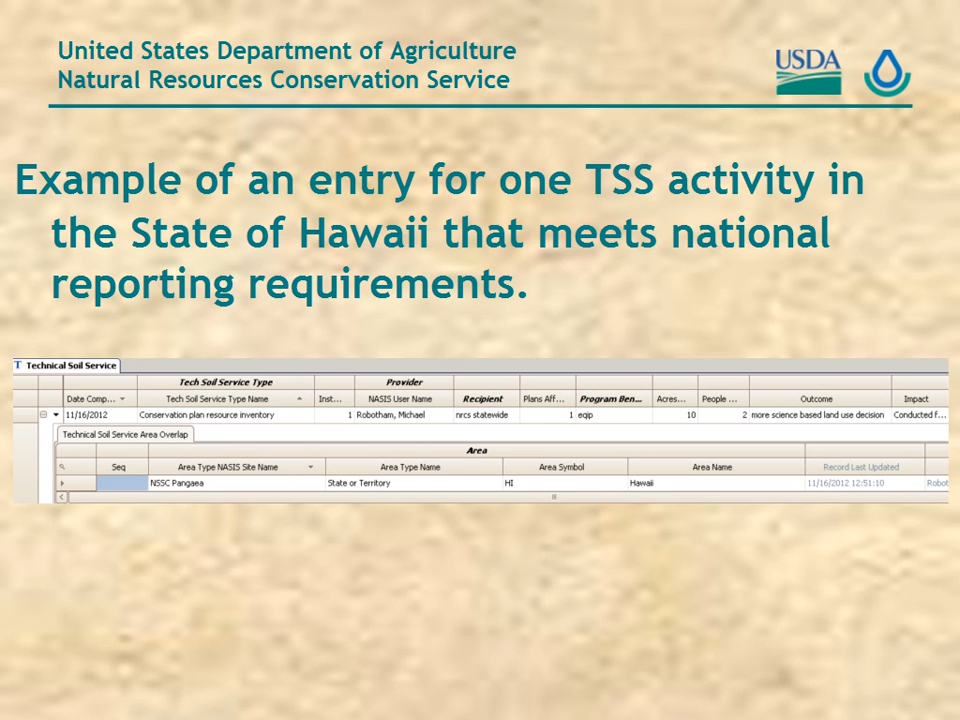 United States Department of Agriculture
Natural Resources Conservation Service
USDA
Example of an entry for one TSS activity in
the State of Hawaii that meets national
reporting requirements.
T Technical Soil Service
Tech Soil Service Type Provider
Date Comp... Tech Soil Service Type Name Inst... NASIS User Name Recipient Plans Aff... Program Ben... Acres... People ... Outcome Impact
11/16/2012 Conservation plan resource inventory 1 Robotham, Michael nrcs statewide 1 eqip 10 2 more science based land use decision Conducted f...
Technical Soil Service Area Overlap
Area
Seq Area Type NASIS Site Name Area Type Name Area Symbol Area Name Record Last Updated
NSSC Pangaea State or Territory HI Hawaii 11/16/2012 12:51:10 Robot